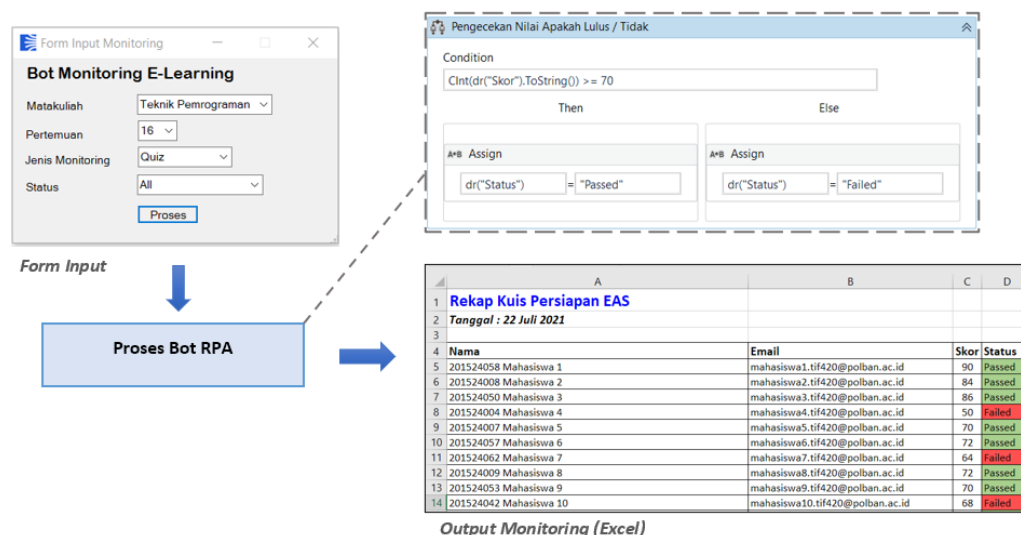 Form Input Monitoring
Bot Monitoring E-Learning
Matakuliah Teknik Pemrograman
Pertemuan 16
Jenis Monitoring Quiz
Status All
Proses
Form Input
Proses Bot RPA
Pengecekan Nilai Apakah Lulus / Tidak
Condition
CInt(dr("Skor").ToString()) >= 70
Then Else
A+B Assign A+B Assign
dr("Status") = "Passed" dr("Status") = "Failed"
A B C D
1 Rekap Kuis Persiapan EAS
2 Tanggal : 22 Juli 2021
3
4 Nama Email Skor Status
5 201524058 Mahasiswa 1 mahasiswa1.tif420@polban.ac.id 90 Passed
6 201524008 Mahasiswa 2 mahasiswa2.tif420@polban.ac.id 84 Passed
7 201524050 Mahasiswa 3 mahasiswa3.tif420@polban.ac.id 86 Passed
8 201524004 Mahasiswa 4 mahasiswa4.tif420@polban.ac.id 50 Failed
9 201524007 Mahasiswa 5 mahasiswa5.tif420@polban.ac.id 70 Passed
10 201524057 Mahasiswa 6 mahasiswa6.tif420@polban.ac.id 72 Passed
11 201524062 Mahasiswa 7 mahasiswa7.tif420@polban.ac.id 64 Failed
12 201524009 Mahasiswa 8 mahasiswa8.tif420@polban.ac.id 72 Passed
13 201524053 Mahasiswa 9 mahasiswa9.tif420@polban.ac.id 70 Passed
14 201524042 Mahasiswa 10 mahasiswa10.tif420@polban.ac.id 68 Failed
Output Monitoring (Excel)